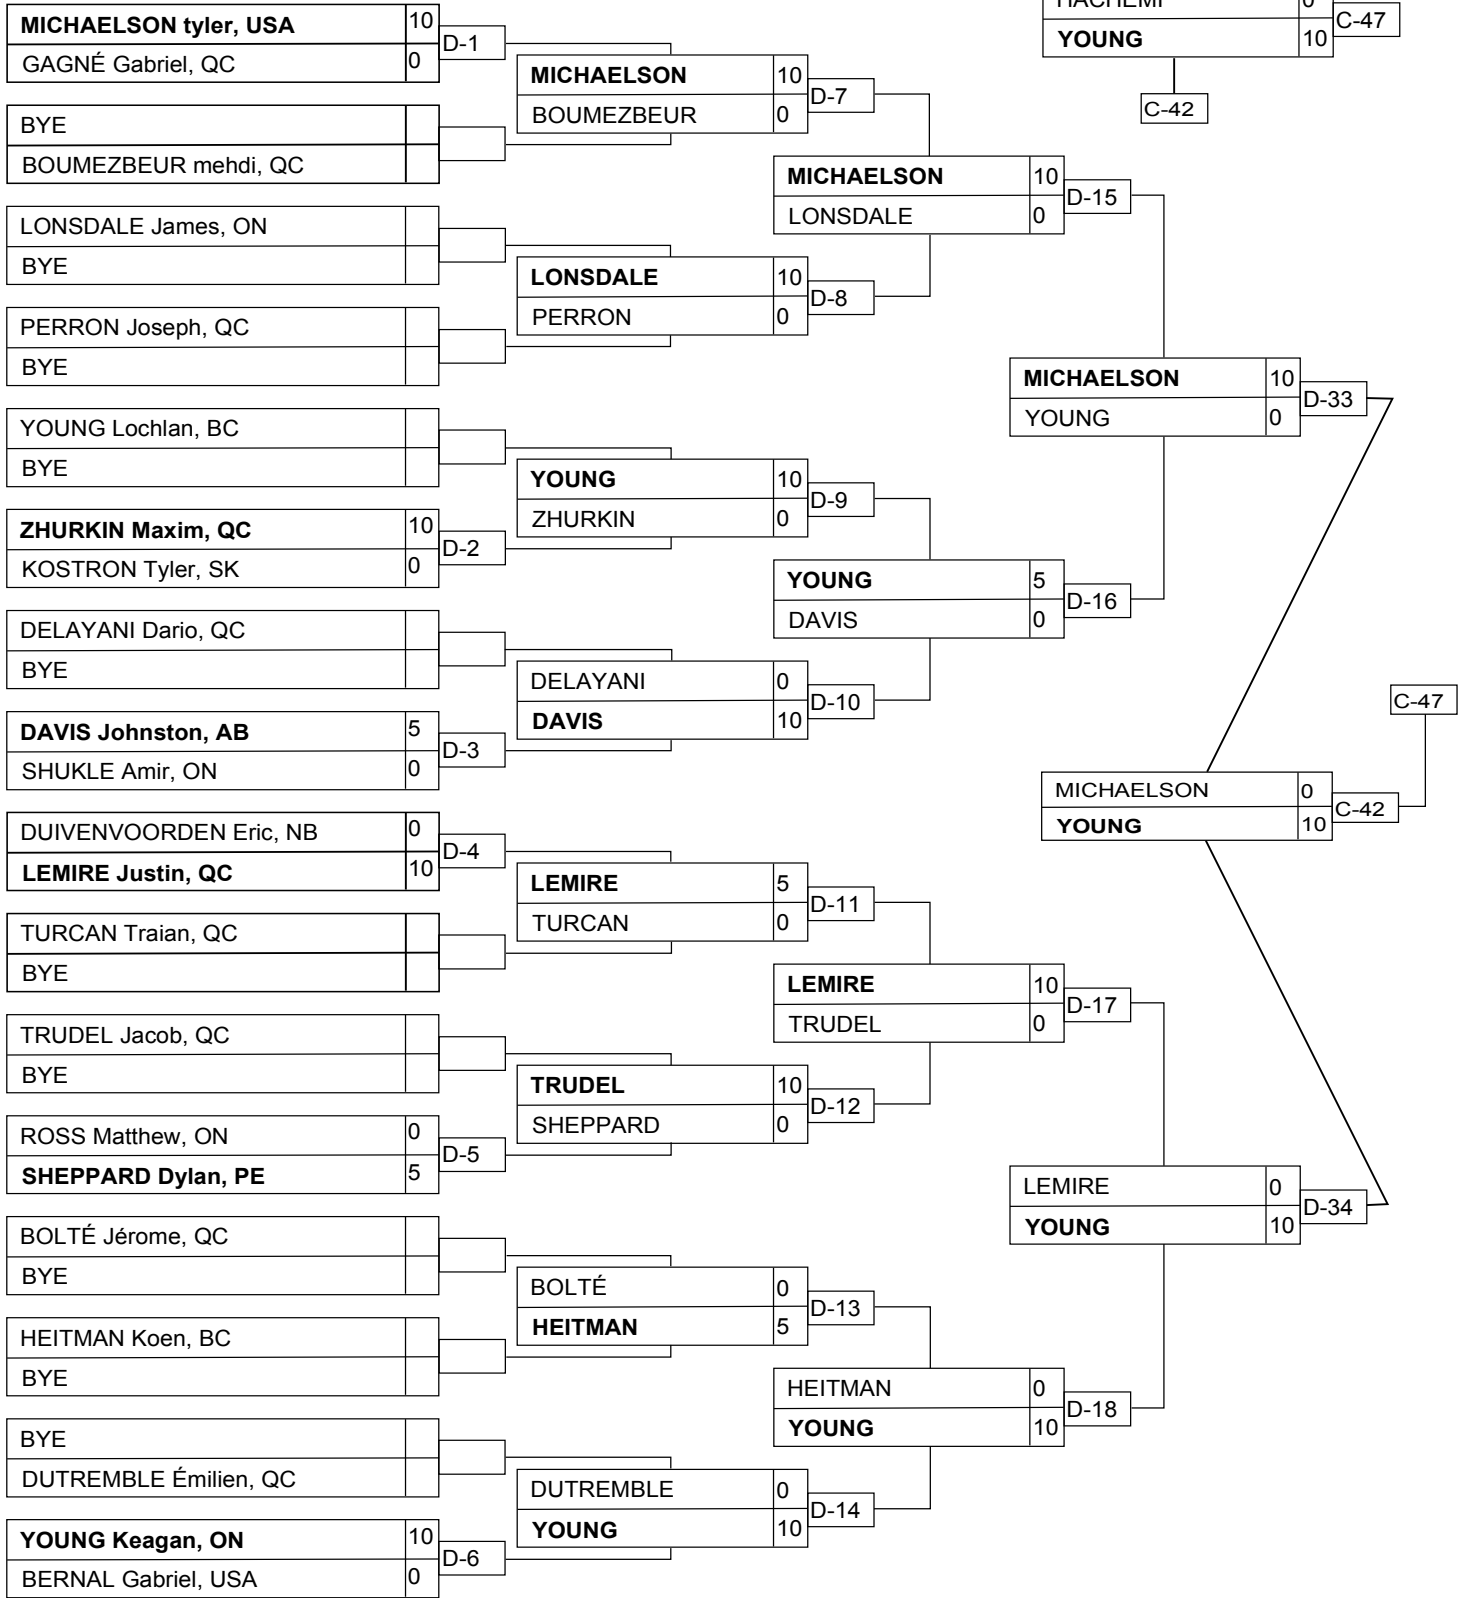 MICHAELSON tyler, USA 10
D-1
GAGNÉ Gabriel, QC 0
BYE
BOUMEZBEUR mehdi, QC
LONSDALE James, ON
BYE
PERRON Joseph, QC
BYE
YOUNG Lochlan, BC
BYE
ZHURKIN Maxim, QC 10
D-2
KOSTRON Tyler, SK 0
DELAYANI Dario, QC
BYE
DAVIS Johnston, AB 5
D-3
SHUKLE Amir, ON 0
DUIVENVOORDEN Eric, NB 0
D-4
LEMIRE Justin, QC 10
TURCAN Traian, QC
BYE
TRUDEL Jacob, QC
BYE
ROSS Matthew, ON 0
D-5
SHEPPARD Dylan, PE 5
BOLTÉ Jérome, QC
BYE
HEITMAN Koen, BC
BYE
BYE
DUTREMBLE Émilien, QC
YOUNG Keagan, ON 10
D-6
BERNAL Gabriel, USA 0
MICHAELSON 10
D-7
BOUMEZBEUR 0
LONSDALE 10
D-8
PERRON 0
YOUNG 10
D-9
ZHURKIN 0
DELAYANI 0
D-10
DAVIS 10
LEMIRE 5
D-11
TURCAN 0
TRUDEL 10
D-12
SHEPPARD 0
BOLTÉ 0
D-13
HEITMAN 5
DUTREMBLE 0
D-14
YOUNG 10
MICHAELSON 10
D-15
LONSDALE 0
YOUNG 5
D-16
DAVIS 0
LEMIRE 10
D-17
TRUDEL 0
HEITMAN 0
D-18
YOUNG 10
MICHAELSON 10
D-33
YOUNG 0
LEMIRE 0
D-34
YOUNG 10
HACHEMI 0
C-47
YOUNG 10
C-42
C-47
MICHAELSON 0
C-42
YOUNG 10